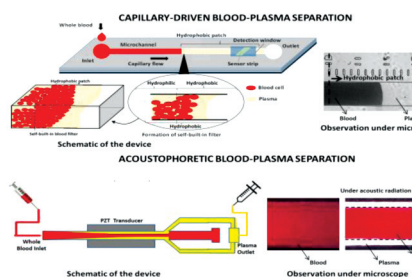 CAPILLARY-DRIVEN BLOOD-PLASMA SEPARATION
Whole blood
Hydrophobic patch
Detection window
Microchannel
Outlet
Inlet
Capillary flow
Sensor strip
Hydrophobic patch
Hydrophilic
Hydrophobic
Blood cell
Plasma
Hydrophobic
Self-built-in blood filter
Formation of self-built-in filter
Schematic of the device
Hydrophobic patch
Blood
Observation under
ACOUSTOPHORETIC BLOOD-PLASMA SEPARATION
PZT Transducer
Whole
Blood Inlet
Plasma
Outlet
Schematic of the device
Under acoustic radiation
Blood
Plasma
Observation under microscope